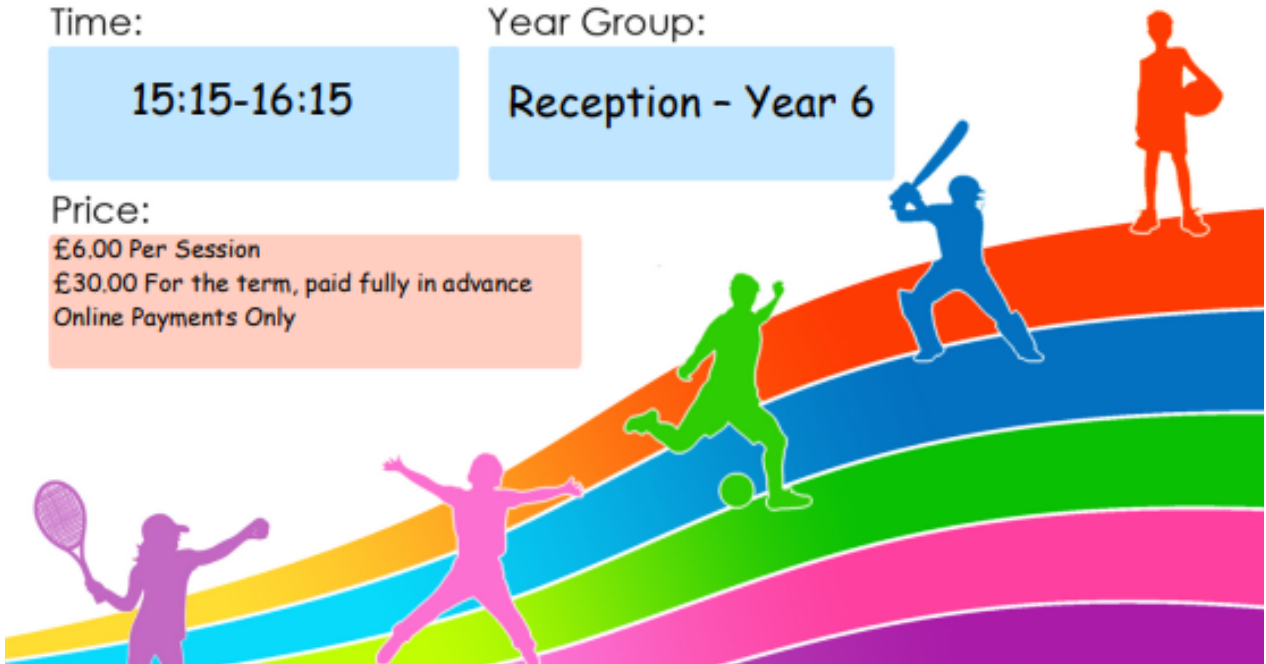 Time:
Year Group:
15:15-16:15
Reception – Year 6
Price:
£6.00 Per Session
£30.00 For the term, paid fully in advance
Online Payments Only